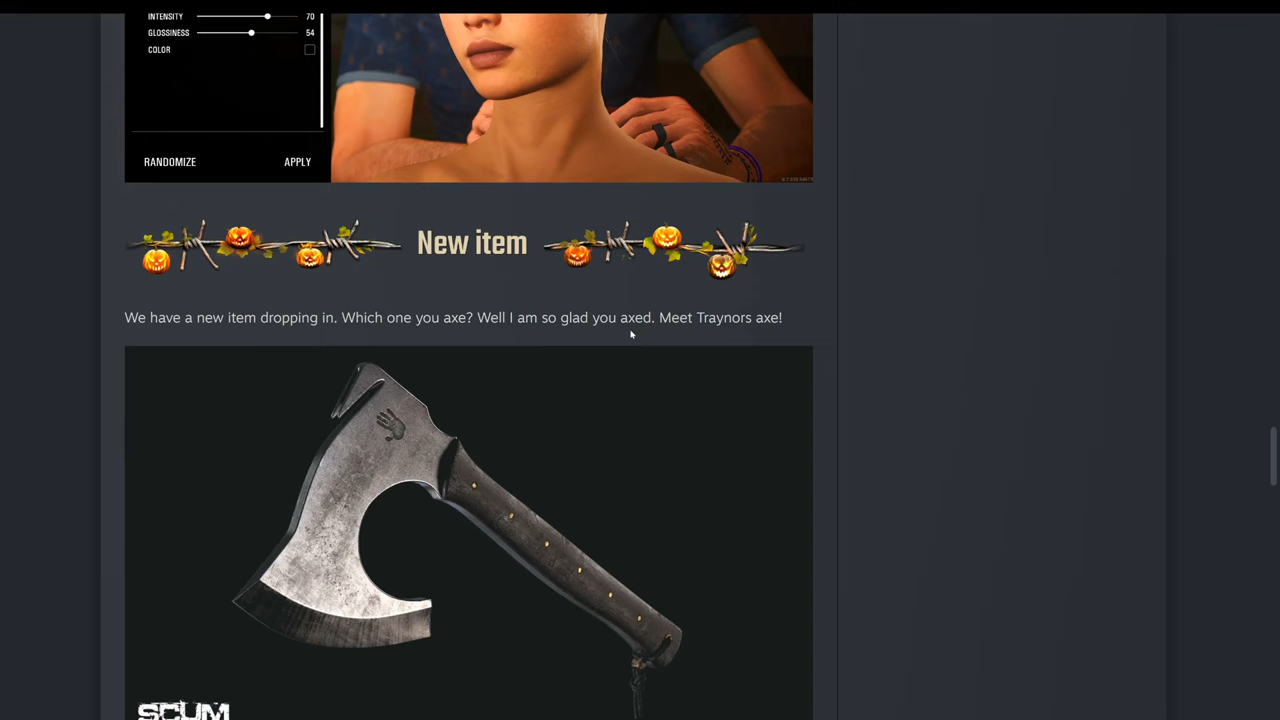 INTENSITY 70
GLOSSINESS 54
COLOR
RANDOMIZE APPLY
New item
We have a new item dropping in. Which one you axe? Well I am so glad you axed. Meet Traynors axe!
SCUM